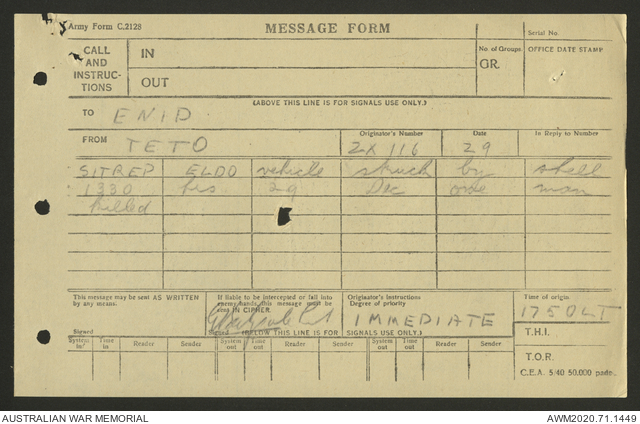 Army Form C.2128
MESSAGE FORM
Serial No.
CALL AND INSTRUC-TIONS
IN
OUT
No. of Groups
GR.
OFFICE DATE STAMP
(ABOVE THIS LINE IS FOR SIGNALS USE ONLY.)
TO ENID
FROM TETO
Originator's Number
2X 116
Date
29
In Reply to Number
SITREP ELDO vehicle struck by shell
1330 hrs 29 Dec one man
killed
This message may be sent AS WRITTEN by any means.
Signed
If liable to be intercepted or fall into enemy hands, this message must be sent IN CIPHER.
Originator's Instructions
Degree of priority
IMMEDIATE
Time of origin
1750LT
(BELOW THIS LINE IS FOR SIGNALS USE ONLY.)
T.H.I.
System in
Time in
Reader
Sender
System out
Time out
Reader
Sender
System out
Time out
Reader
Sender
T.O.R.
C.E.A. 5/40 50,000 pads.
AUSTRALIAN WAR MEMORIAL
AWM2020.71.1449